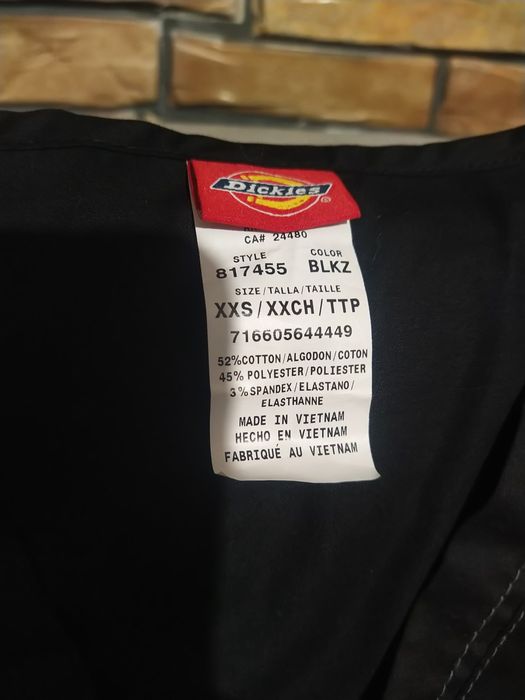 Dickies
CA# 24480
STYLE COLOR
817455 BLKZ
SIZE/TALLA/TAILLE
XXS/XXCH/TTP
716605644449
52%COTTON/ALGODON/COTON
45% POLYESTER/POLIESTER
3%SPANDEX/ELASTANO/
ELASTHANNE
MADE IN VIETNAM
HECHO EN VIETNAM
FABRIQUÉ AU VIETNAM